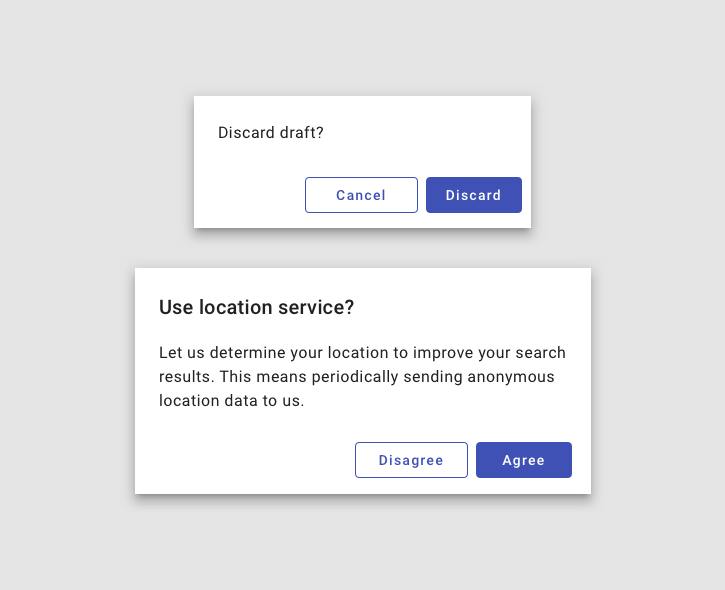 Discard draft?
Cancel Discard
Use location service?
Let us determine your location to improve your search
results. This means periodically sending anonymous
location data to us.
Disagree Agree